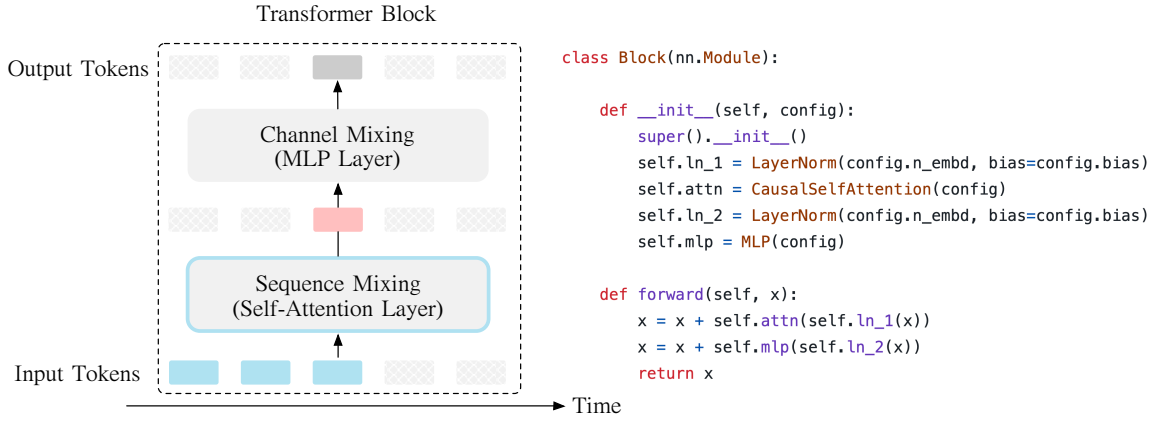 Transformer Block
Output Tokens
Channel Mixing
(MLP Layer)
Sequence Mixing
(Self-Attention Layer)
Input Tokens
Time
class Block(nn.Module):
    def __init__(self, config):
        super().__init__()
        self.ln_1 = LayerNorm(config.n_embd, bias=config.bias)
        self.attn = CausalSelfAttention(config)
        self.ln_2 = LayerNorm(config.n_embd, bias=config.bias)
        self.mlp = MLP(config)
    def forward(self, x):
        x = x + self.attn(self.ln_1(x))
        x = x + self.mlp(self.ln_2(x))
        return x